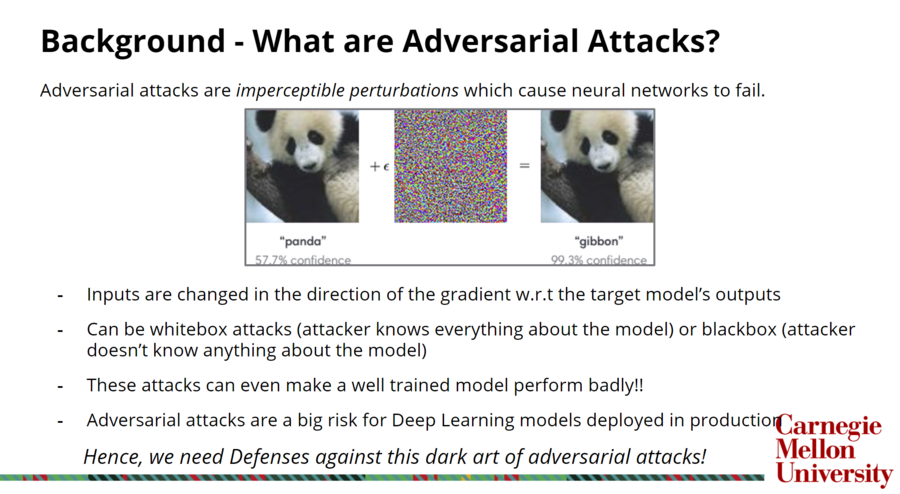 Background - What are Adversarial Attacks?
Adversarial attacks are imperceptible perturbations which cause neural networks to fail.
+ ϵ
=
“panda”
“gibbon”
57.7% confidence
99.3% confidence
- Inputs are changed in the direction of the gradient w.r.t the target model’s outputs
- Can be whitebox attacks (attacker knows everything about the model) or blackbox (attacker
doesn’t know anything about the model)
- These attacks can even make a well trained model perform badly!!
- Adversarial attacks are a big risk for Deep Learning models deployed in production
Hence, we need Defenses against this dark art of adversarial attacks!
Carnegie
Mellon
University